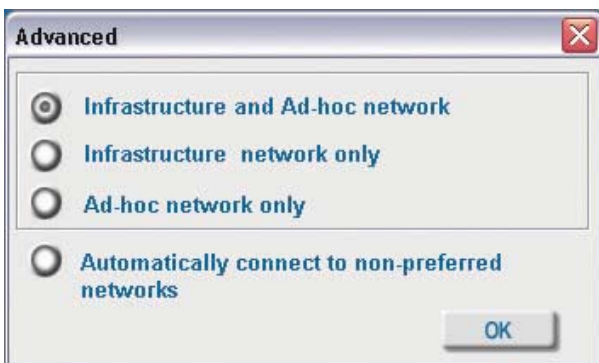 Advanced
Infrastructure and Ad-hoc network
Infrastructure network only
Ad-hoc network only
Automatically connect to non-preferred
networks
OK